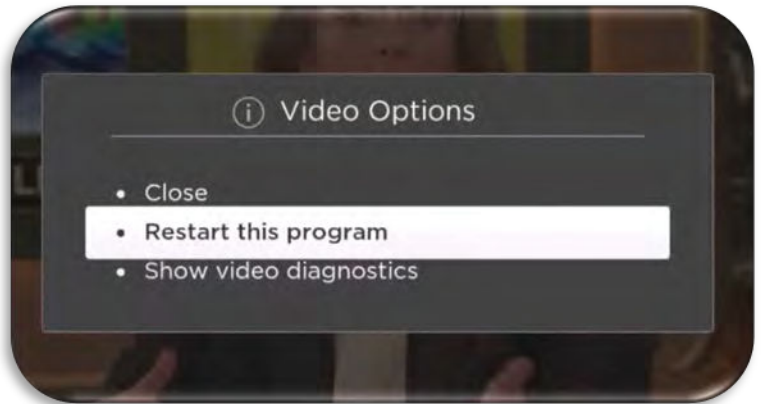 Video Options
• Close
• Restart this program
• Show video diagnostics